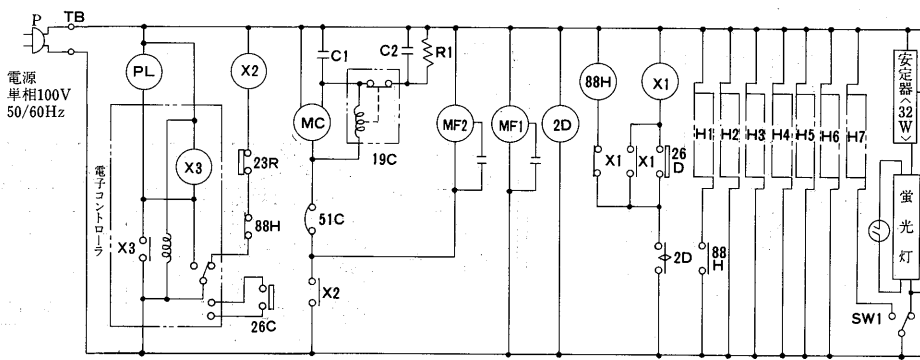 P
TB
電源
単相100V
50/60Hz
PL
X2
C1
C2
R1
MC
19C
MF2
MF1
2D
88H
X1
X3
23R
88H
電子コントローラ
X3
26C
51C
X2
X1
X1
26
D
2D
88
H
H1
H2
H3
H4
H5
H6
H7
安定器〈32W〉
蛍光灯
SW1